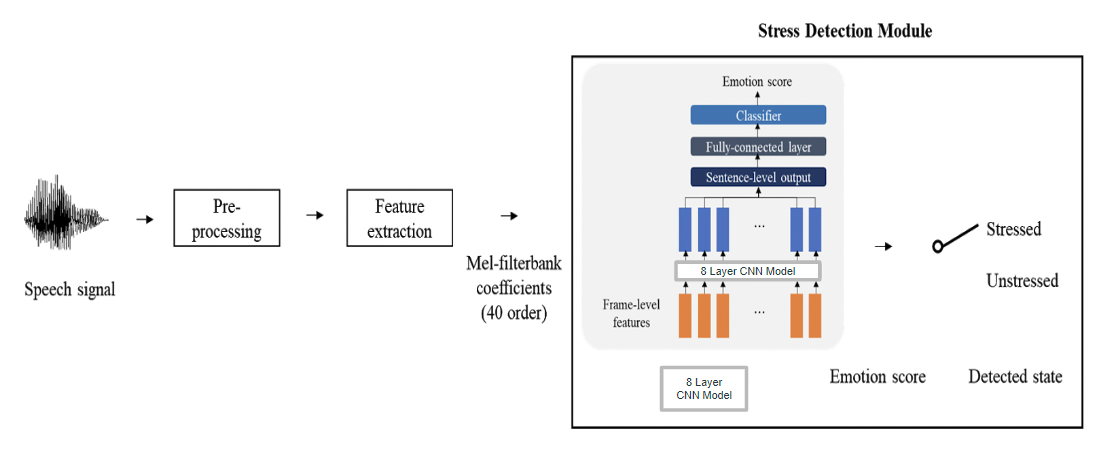 Stress Detection Module
Emotion score
Classifier
Fully-connected layer
Sentence-level output
...
8 Layer CNN Model
Frame-level
features
...
8 Layer
CNN Model
Speech signal
Pre-
processing
Feature
extraction
Mel-filterbank
coefficients
(40 order)
Stressed
Unstressed
Emotion score
Detected state